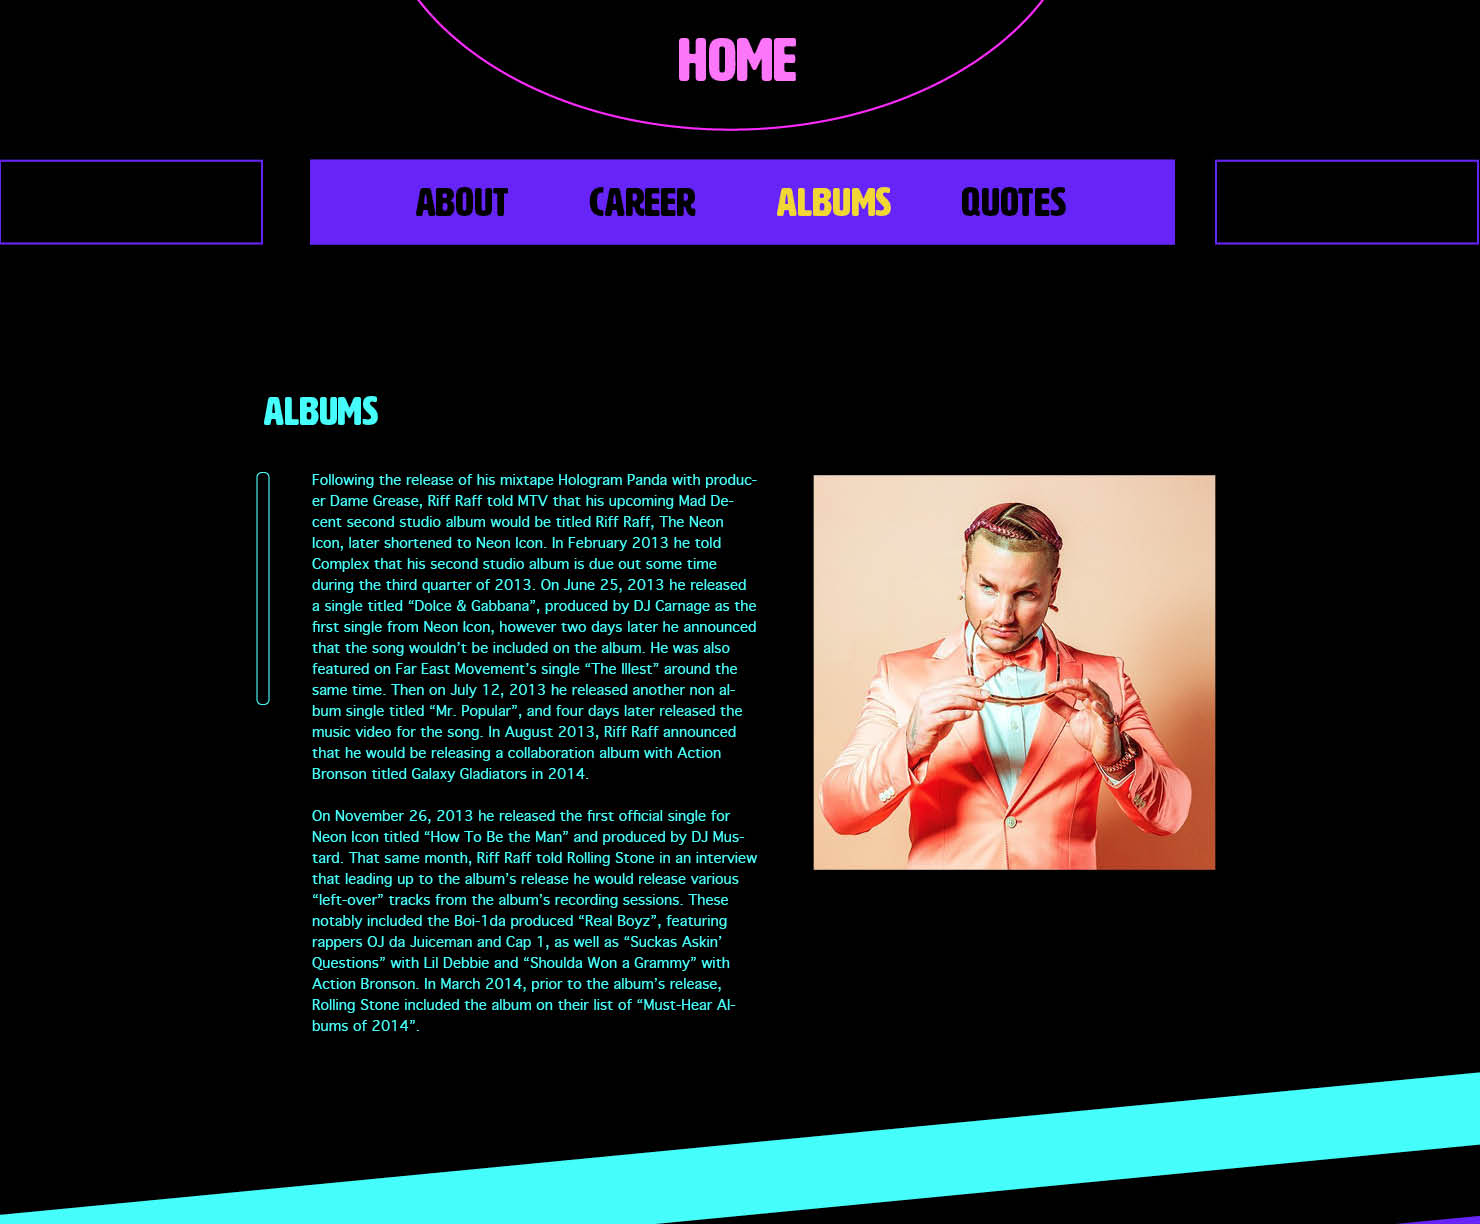 HOME
ABOUT CAREER ALBUMS QUOTES
ALBUMS
Following the release of his mixtape Hologram Panda with produc-
er Dame Grease, Riff Raff told MTV that his upcoming Mad De-
cent second studio album would be titled Riff Raff, The Neon
Icon, later shortened to Neon Icon. In February 2013 he told
Complex that his second studio album is due out some time
during the third quarter of 2013. On June 25, 2013 he released
a single titled “Dolce & Gabbana”, produced by DJ Carnage as the
first single from Neon Icon, however two days later he announced
that the song wouldn’t be included on the album. He was also
featured on Far East Movement’s single “The Illest” around the
same time. Then on July 12, 2013 he released another non al-
bum single titled “Mr. Popular”, and four days later released the
music video for the song. In August 2013, Riff Raff announced
that he would be releasing a collaboration album with Action
Bronson titled Galaxy Gladiators in 2014.
On November 26, 2013 he released the first official single for
Neon Icon titled “How To Be the Man” and produced by DJ Mus-
tard. That same month, Riff Raff told Rolling Stone in an interview
that leading up to the album’s release he would release various
“left-over” tracks from the album’s recording sessions. These
notably included the Boi-1da produced “Real Boyz”, featuring
rappers OJ da Juiceman and Cap 1, as well as “Suckas Askin’
Questions” with Lil Debbie and “Shoulda Won a Grammy” with
Action Bronson. In March 2014, prior to the album’s release,
Rolling Stone included the album on their list of “Must-Hear Al-
bums of 2014”.